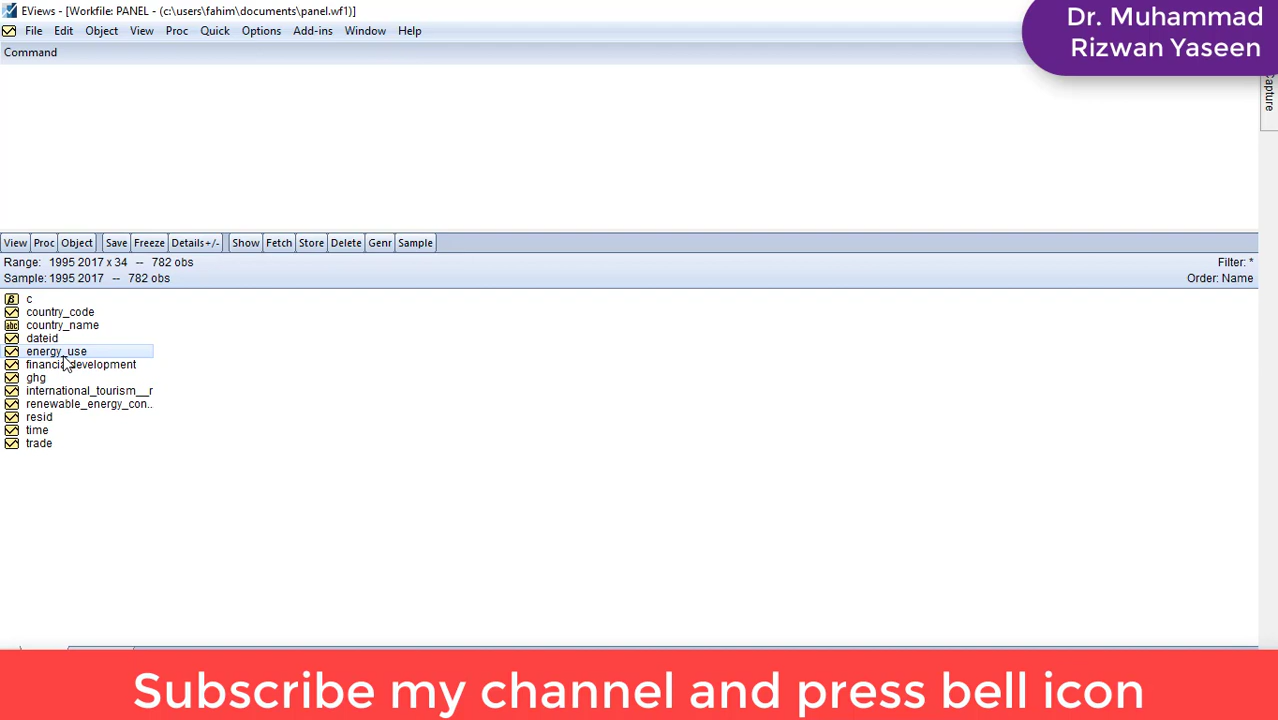 EViews - [Workfile: PANEL - (c:\users\fahim\documents\panel.wf1)]
Dr. Muhammad
Rizwan Yaseen
File Edit Object View Proc Quick Options Add-ins Window Help
Command
View Proc Object Save Freeze Details+/- Show Fetch Store Delete Genr Sample
Range: 1995 2017 x 34 -- 782 obs Filter: *
Sample: 1995 2017 -- 782 obs Order: Name
β c
country_code
abc country_name
dateid
energy_use
financialdevelopment
ghg
international_tourism__r
renewable_energy_con..
resid
time
trade
Subscribe my channel and press bell icon